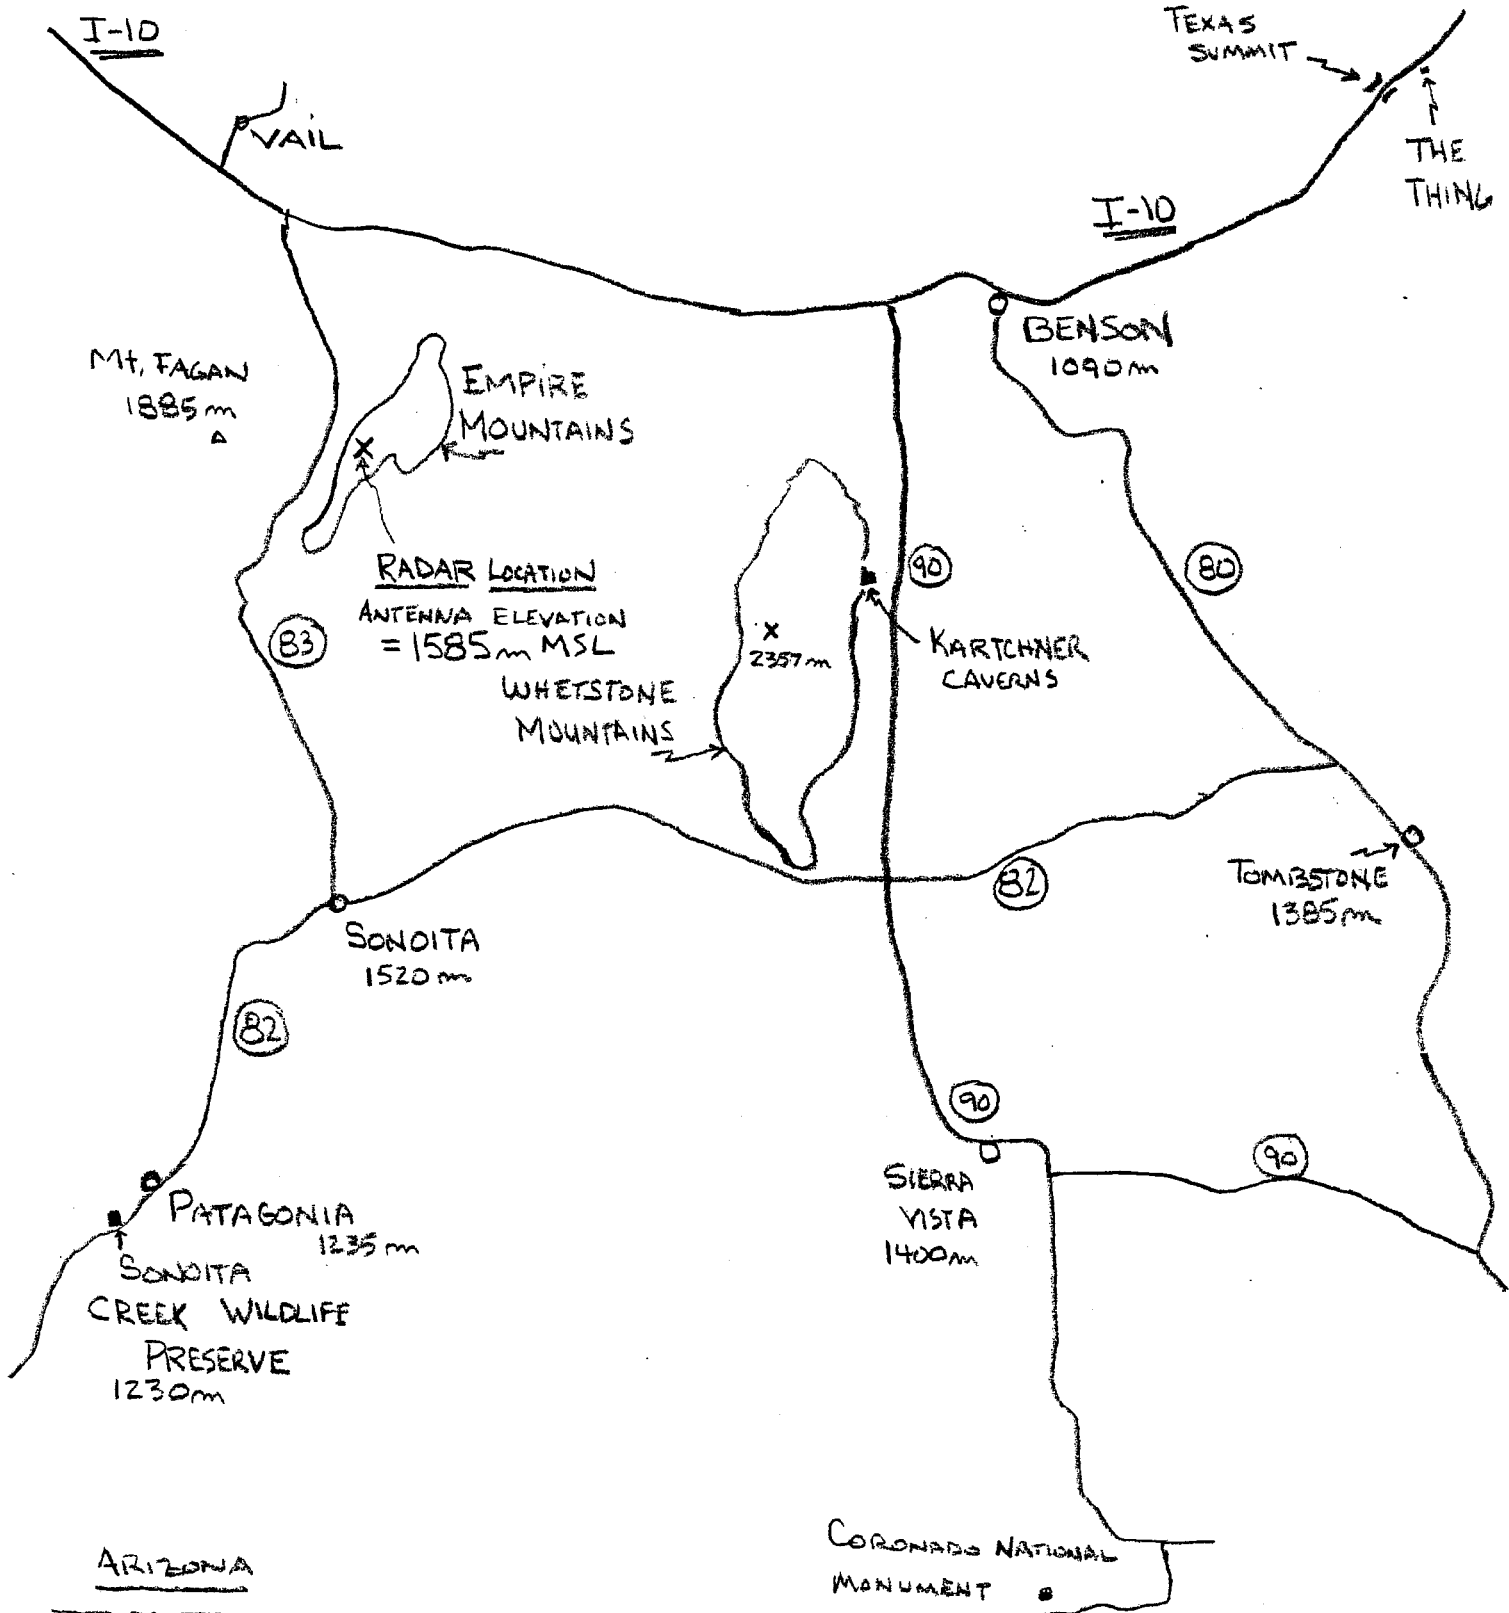 I-10
TEXAS
SUMMIT
VAIL
THE
THING
I-10
BENSON
1090m
Mt. FAGAN
1885m
EMPIRE
MOUNTAINS
RADAR LOCATION
ANTENNA ELEVATION
= 1585m MSL
90
80
83
2357m
KARTCHNER
CAVERNS
WHETSTONE
MOUNTAINS
82
TOMBSTONE
1385m
SONOITA
1520m
82
90
90
SIERRA
VISTA
1400m
PATAGONIA
1235m
SONOITA
CREEK WILDLIFE
PRESERVE
1230m
CORONADO NATIONAL
MONUMENT
ARIZONA